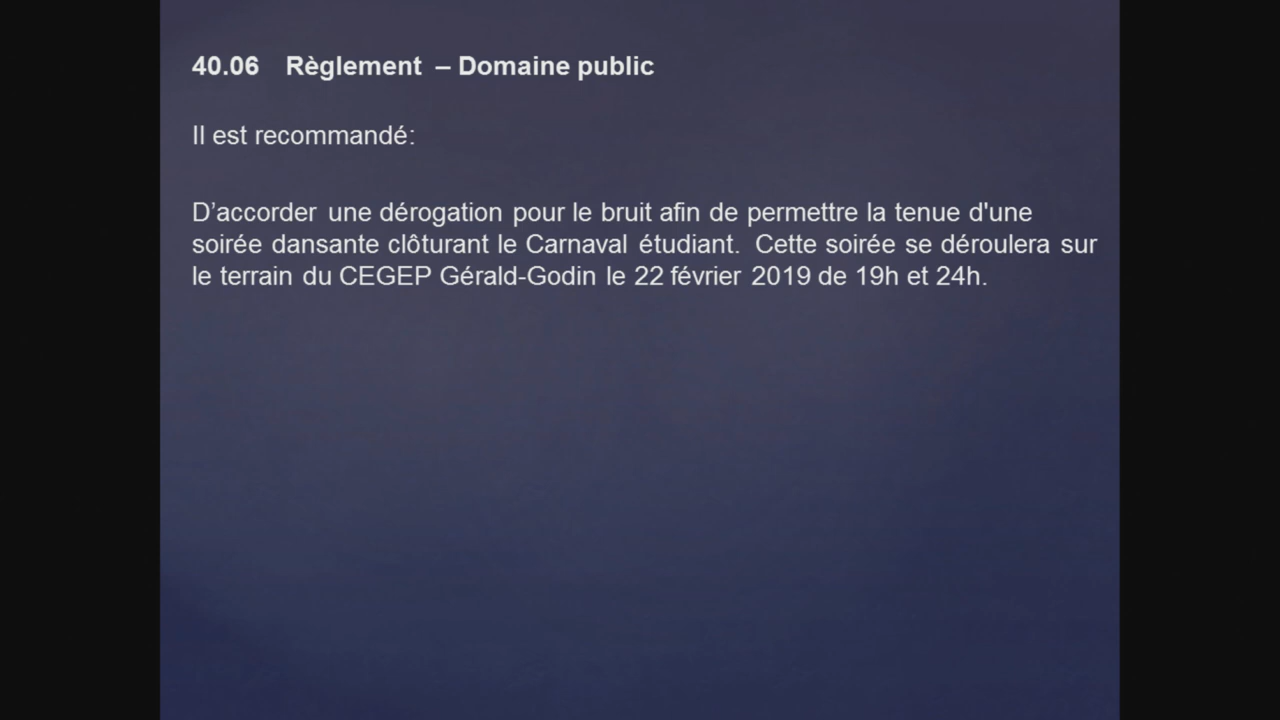 40.06 Règlement – Domaine public
Il est recommandé:
D’accorder une dérogation pour le bruit afin de permettre la tenue d'une
soirée dansante clôturant le Carnaval étudiant. Cette soirée se déroulera sur
le terrain du CEGEP Gérald-Godin le 22 février 2019 de 19h et 24h.